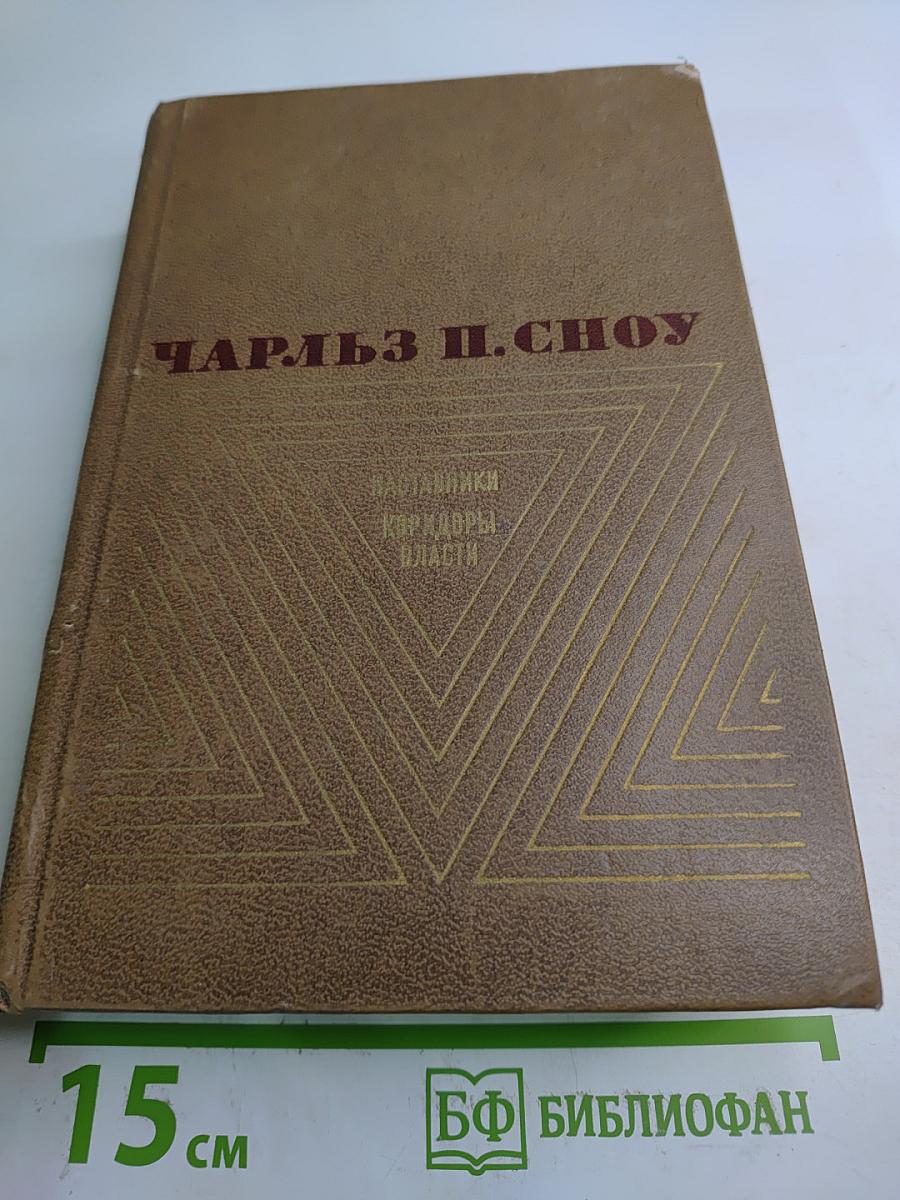 ЧАРЛЬЗ П. СНОУ
НАСТАВНИКИ
КОРИДОРЫ
ВЛАСТИ
15 см
БФ БИБЛИОФАН